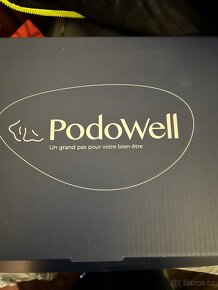 PodoWell
Un grand pas pour votre bien-être
Bazos.cz